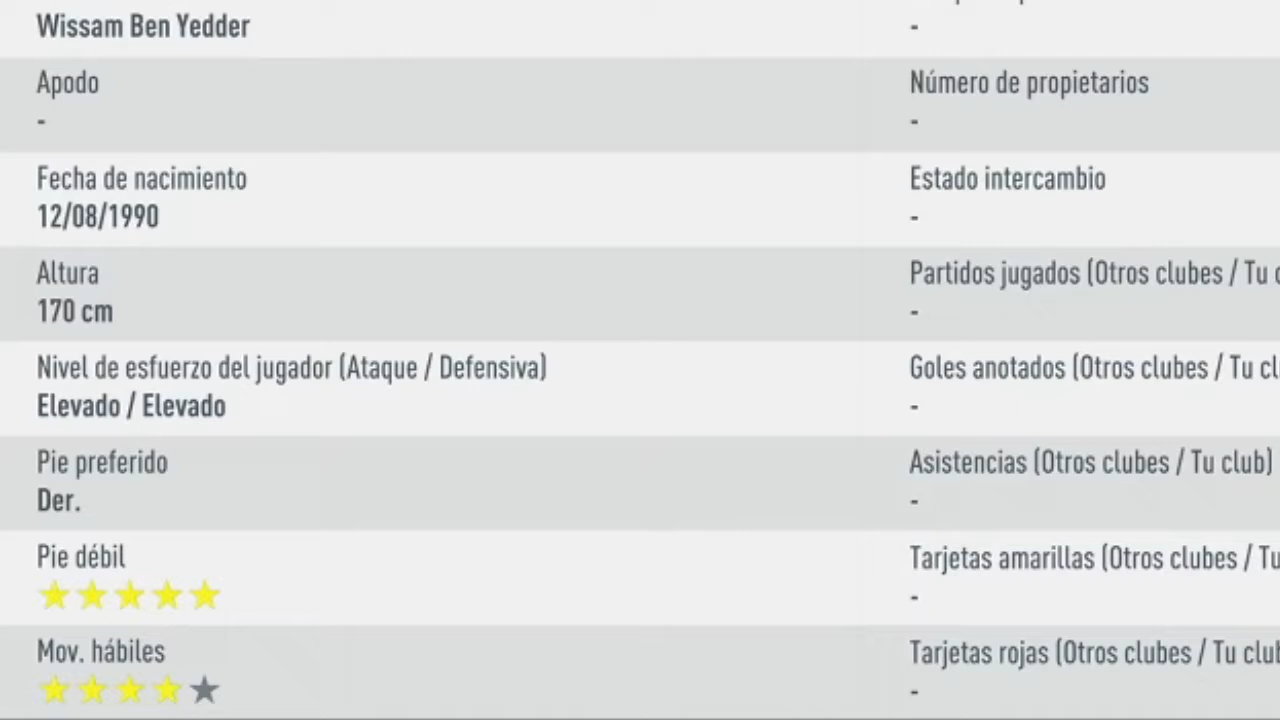 Wissam Ben Yedder
-
Apodo
-
Número de propietarios
-
Fecha de nacimiento
12/08/1990
Estado intercambio
-
Altura
170 cm
Partidos jugados (Otros clubes / Tu
-
Nivel de esfuerzo del jugador (Ataque / Defensiva)
Elevado / Elevado
Goles anotados (Otros clubes / Tu
-
Pie preferido
Der.
Asistencias (Otros clubes / Tu club)
-
Pie débil
Tarjetas amarillas (Otros clubes / Tu
-
Mov. hábiles
Tarjetas rojas (Otros clubes / Tu club
-